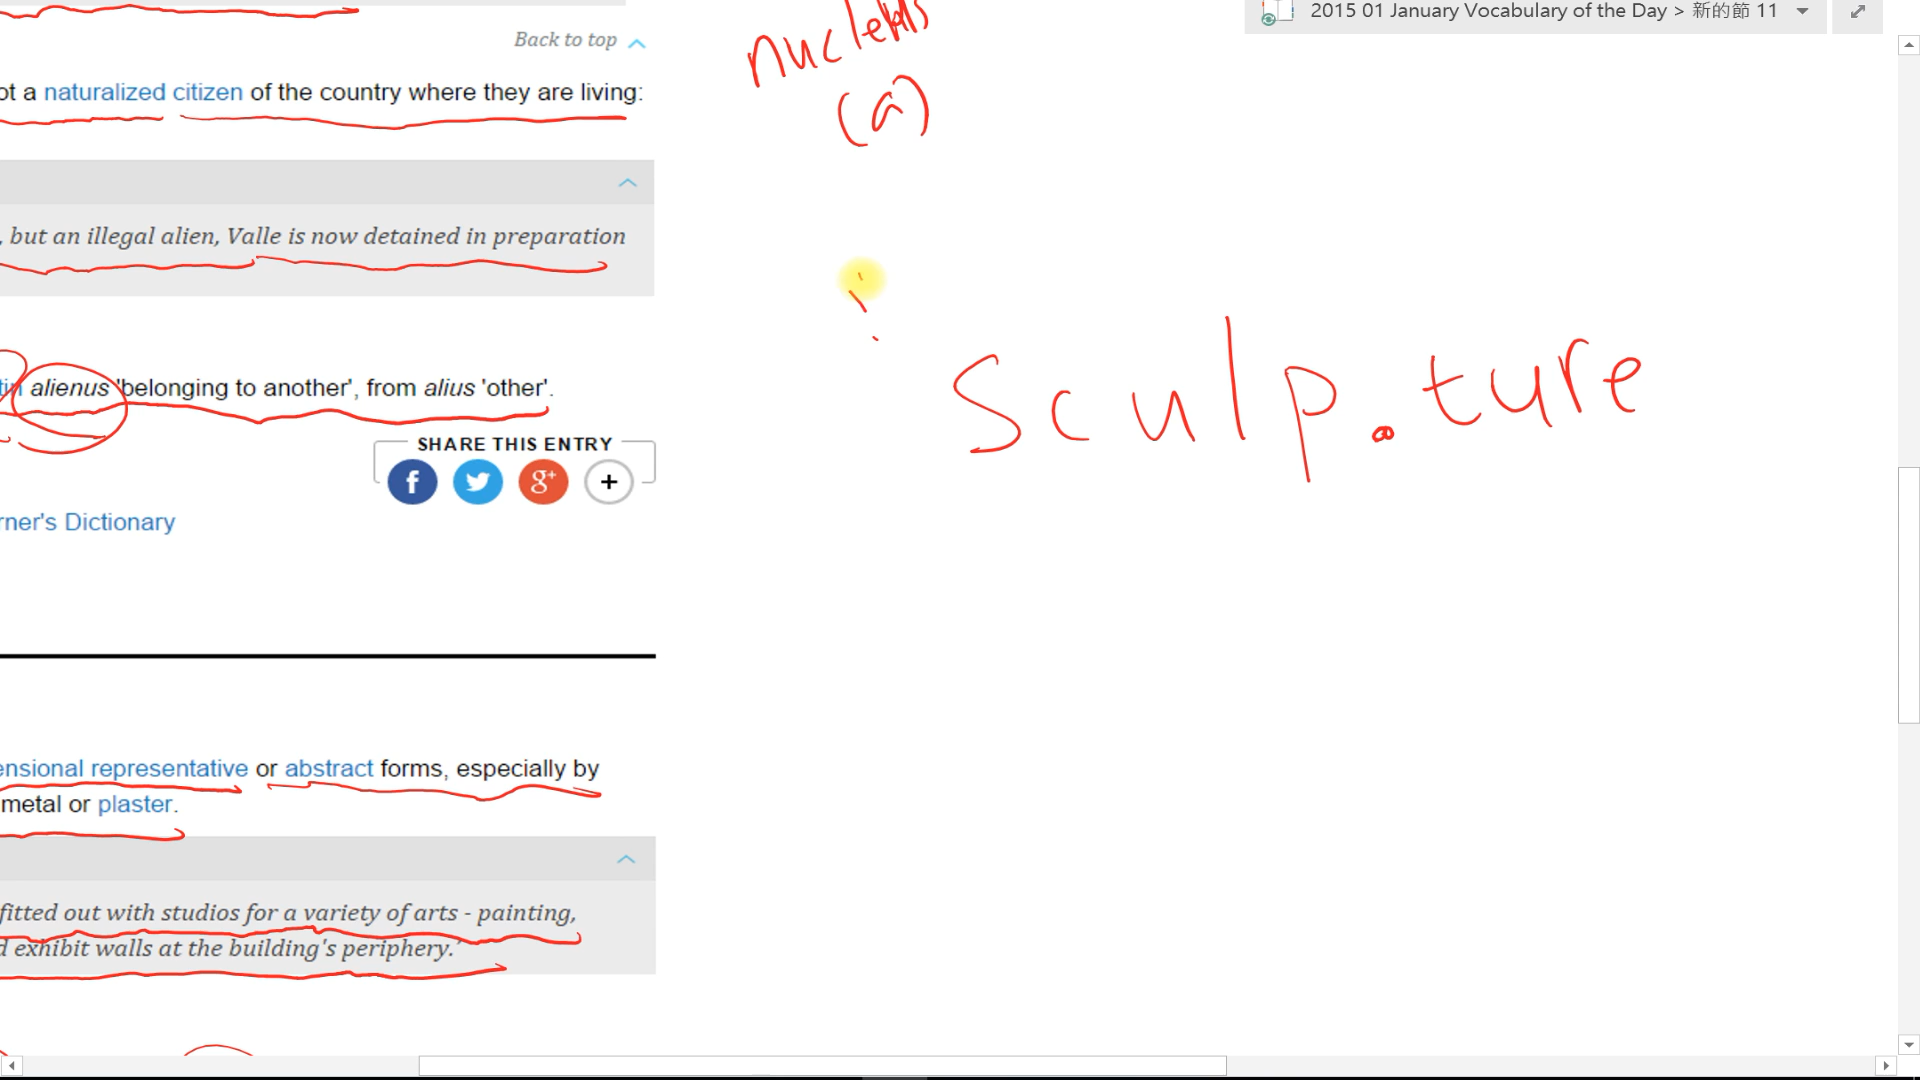 2015 01 January Vocabulary of the Day > 新的節 11
Back to top
ot a naturalized citizen of the country where they are living:
, but an illegal alien, Valle is now detained in preparation
tin alienus 'belonging to another', from alius 'other'.
SHARE THIS ENTRY
f g+ +
rner's Dictionary
ensional representative or abstract forms, especially by
metal or plaster.
fitted out with studios for a variety of arts - painting,
d exhibit walls at the building's periphery.'
(a)
Sculp.ture